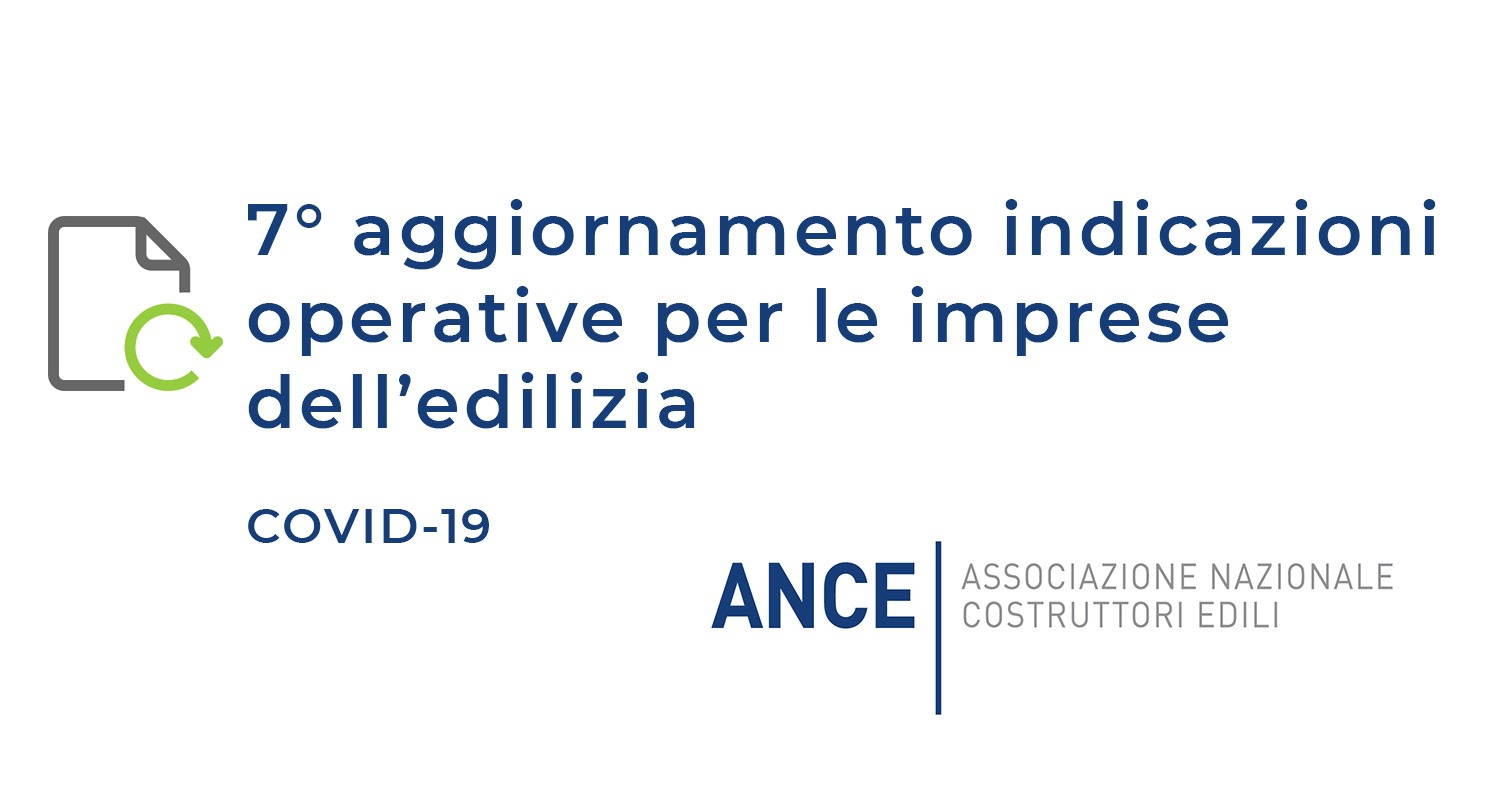 7° aggiornamento indicazioni
operative per le imprese
dell’edilizia
COVID-19
ANCE
ASSOCIAZIONE NAZIONALE
COSTRUTTORI EDILI